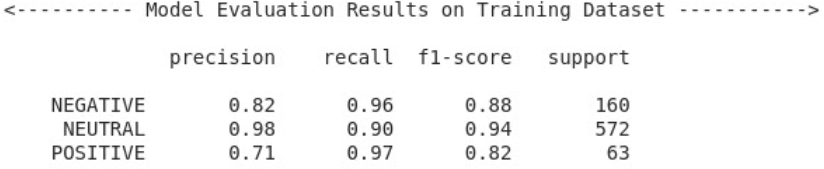 <---------- Model Evaluation Results on Training Dataset ----------->
precision recall f1-score support
NEGATIVE 0.82 0.96 0.88 160
NEUTRAL 0.98 0.90 0.94 572
POSITIVE 0.71 0.97 0.82 63